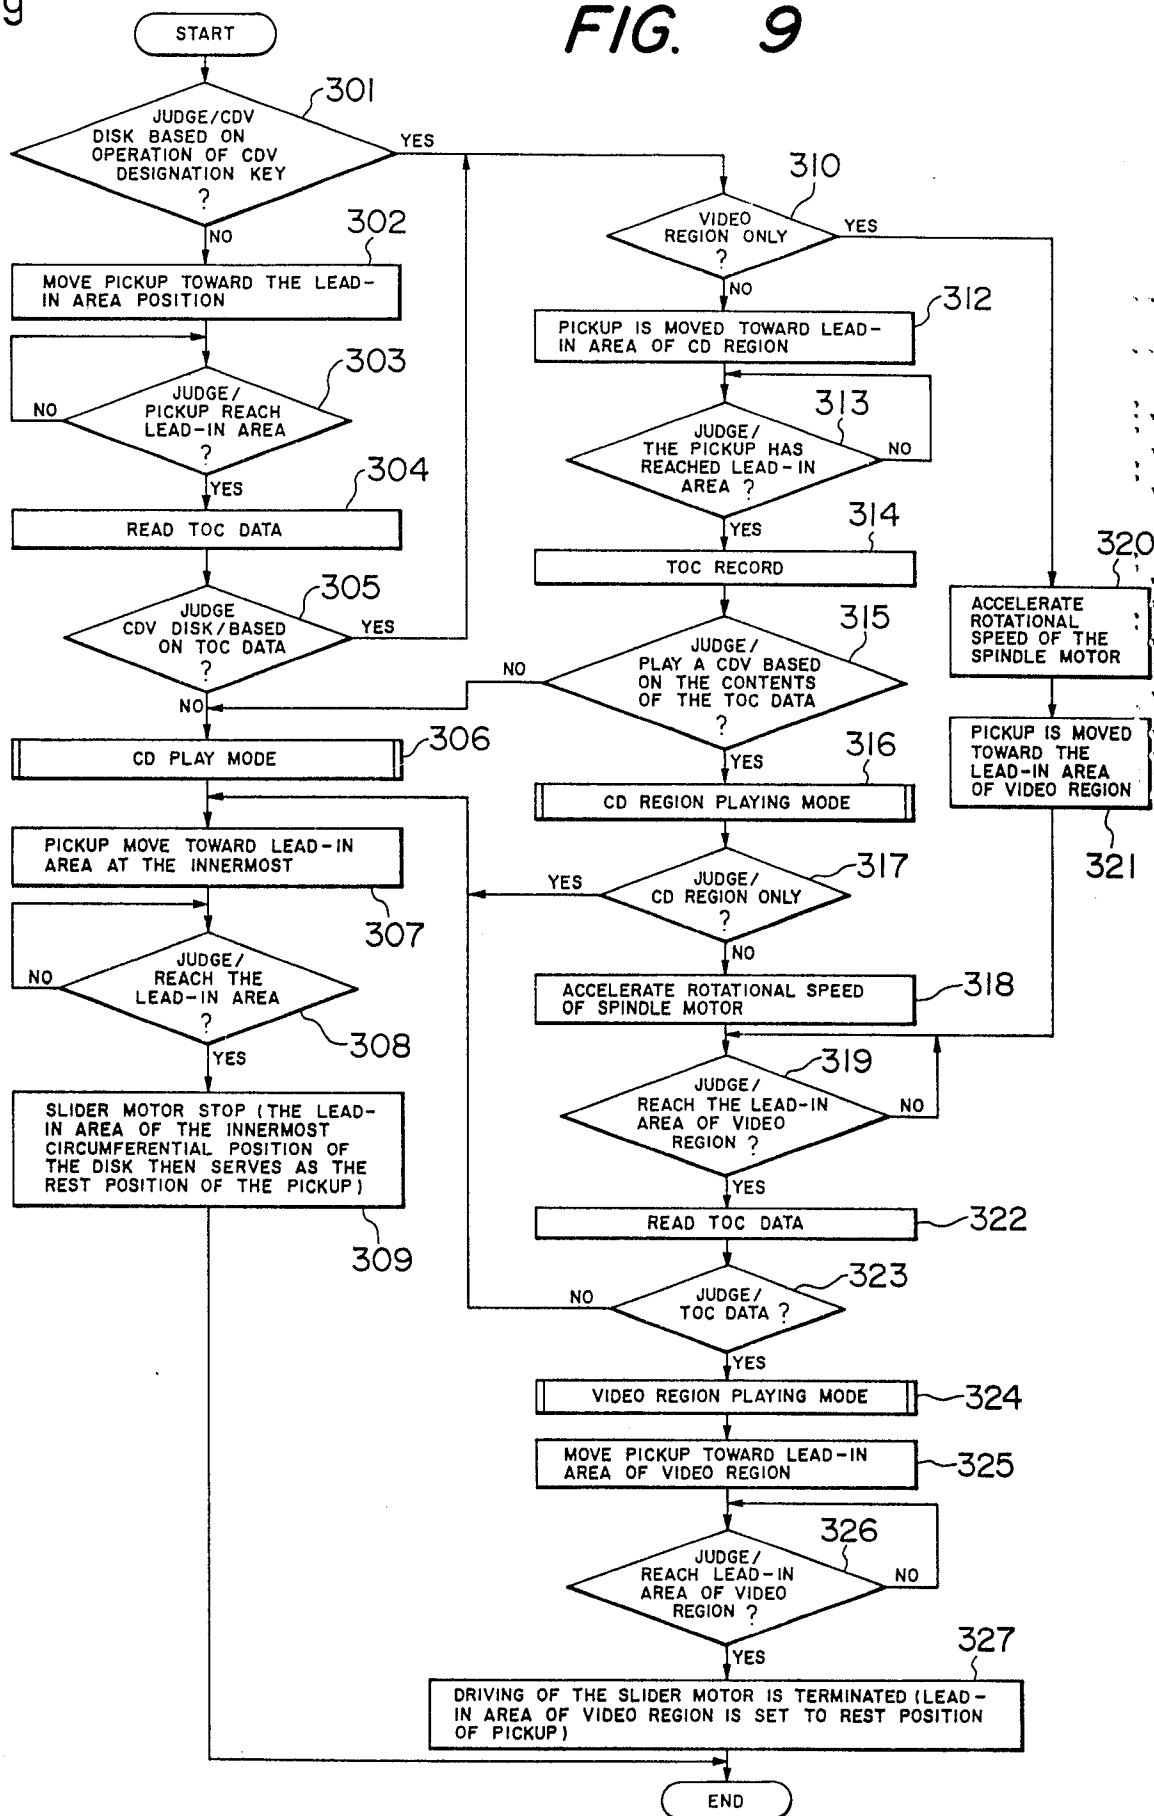 g
FIG. 9
START
301
JUDGE/CDV
DISK BASED ON
OPERATION OF CDV
DESIGNATION KEY
?
YES
NO
302
MOVE PICKUP TOWARD THE LEAD-
IN AREA POSITION
303
JUDGE/
PICKUP REACH
LEAD-IN AREA
?
NO
YES
304
READ TOC DATA
305
JUDGE
CDV DISK/BASED
ON TOC DATA
?
YES
NO
306
CD PLAY MODE
PICKUP MOVE TOWARD LEAD-IN
AREA AT THE INNERMOST
307
JUDGE/
REACH THE
LEAD-IN AREA
?
NO
308
YES
SLIDER MOTOR STOP (THE LEAD-
IN AREA OF THE INNERMOST
CIRCUMFERENTIAL POSITION OF
THE DISK THEN SERVES AS THE
REST POSITION OF THE PICKUP)
309
310
VIDEO
REGION ONLY
?
YES
NO
312
PICKUP IS MOVED TOWARD LEAD-
IN AREA OF CD REGION
313
JUDGE/
THE PICKUP HAS
REACHED LEAD-IN
AREA ?
NO
YES
314
TOC RECORD
315
JUDGE/
PLAY A CDV BASED
ON THE CONTENTS
OF THE TOC DATA
?
NO
YES
316
CD REGION PLAYING MODE
317
JUDGE/
CD REGION ONLY
?
YES
NO
318
ACCELERATE ROTATIONAL SPEED
OF SPINDLE MOTOR
319
JUDGE/
REACH THE LEAD-IN
AREA OF VIDEO
REGION ?
NO
YES
320
ACCELERATE
ROTATIONAL
SPEED OF THE
SPINDLE MOTOR
PICKUP IS MOVED
TOWARD THE
LEAD-IN AREA
OF VIDEO REGION
321
READ TOC DATA
322
323
JUDGE/
TOC DATA ?
NO
YES
VIDEO REGION PLAYING MODE
324
MOVE PICKUP TOWARD LEAD-IN
AREA OF VIDEO REGION
325
326
JUDGE/
REACH LEAD-IN
AREA OF VIDEO
REGION ?
NO
YES
327
DRIVING OF THE SLIDER MOTOR IS TERMINATED (LEAD-
IN AREA OF VIDEO REGION IS SET TO REST POSITION
OF PICKUP)
END